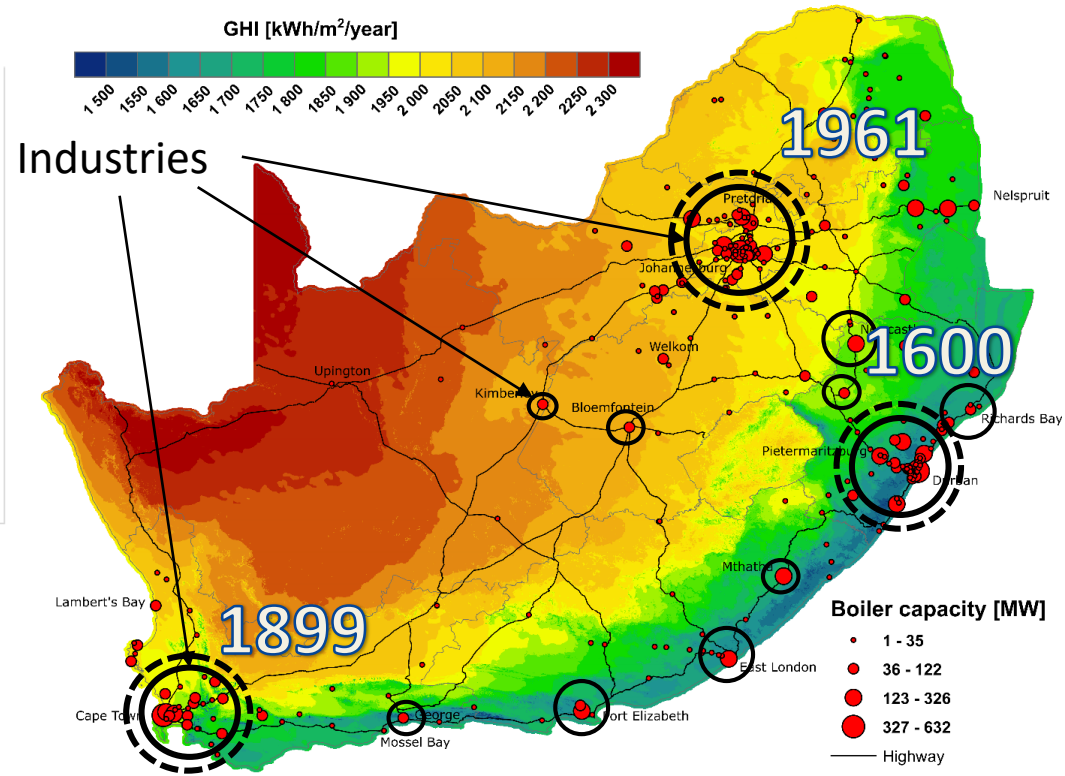 GHI [kWh/m²/year]
1 500
1550
1 600
1650
1 700
1750
1 800
1850
1 900
1950
2 000
2050
2 100
2150
2 200
2250
2 300
Industries
1961
Pretoria
Nelspruit
Johannesburg
Newcastle
1600
Welkom
Upington
Kimberley
Bloemfontein
Richards Bay
Pietermaritzburg
Durban
Mthatha
Lambert's Bay
1899
East London
Cape Town
George
Port Elizabeth
Mossel Bay
Boiler capacity [MW]
1 - 35
36 - 122
123 - 326
327 - 632
Highway